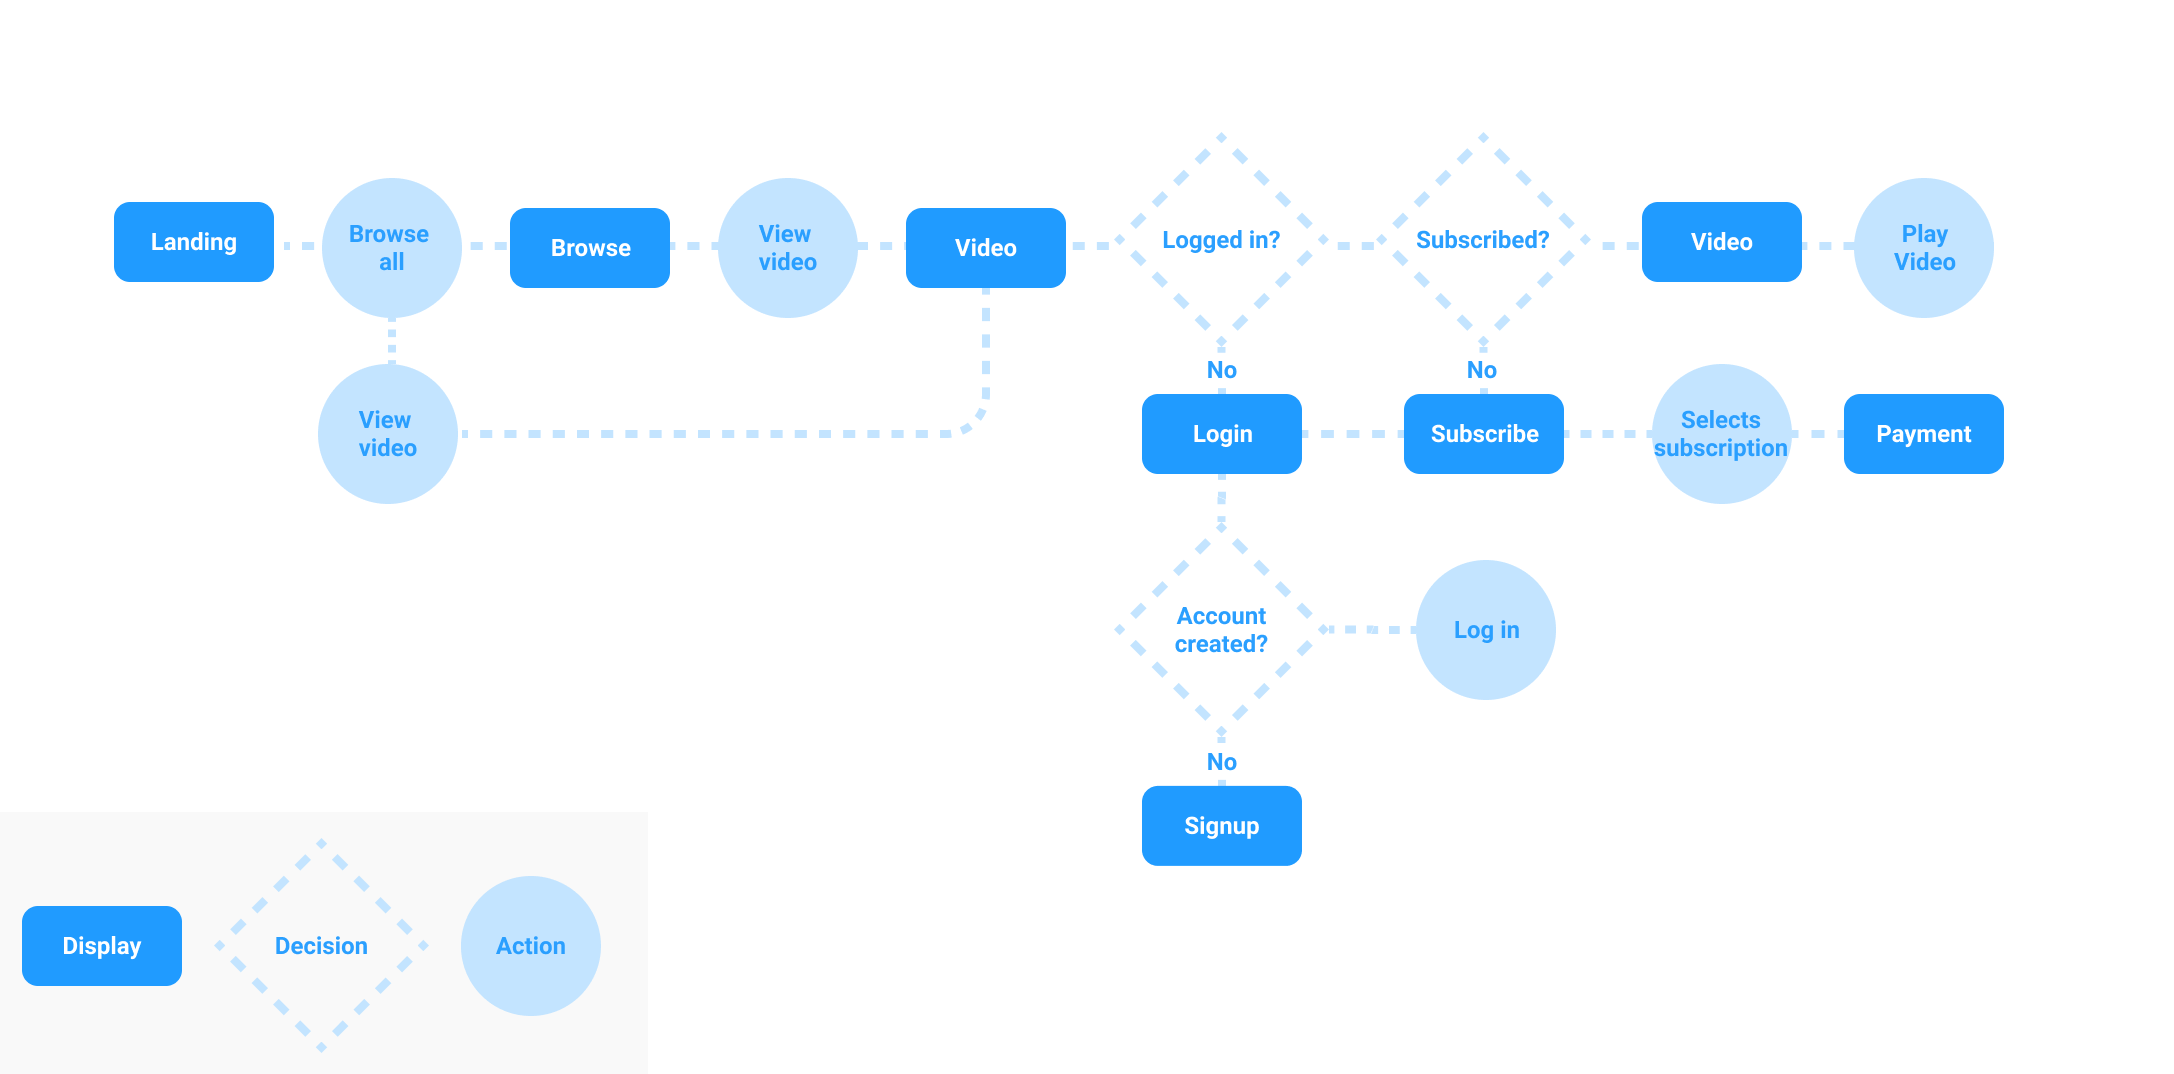 Landing
Browse
all
Browse
View
video
Video
Logged in?
Subscribed?
Video
Play
Video
No
No
View
video
Login
Subscribe
Selects
subscription
Payment
Account
created?
Log in
No
Signup
Display
Decision
Action